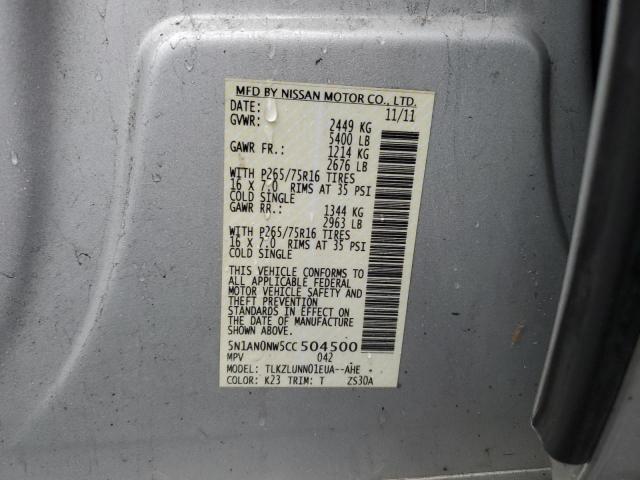 MFD BY NISSAN MOTOR CO., LTD.
DATE: 11/11
GVWR: 2449 KG
5400 LB
GAWR FR.: 1214 KG
2676 LB
WITH P265/75R16 TIRES
16 X 7.0 RIMS AT 35 PSI
COLD SINGLE
GAWR RR.: 1344 KG
2963 LB
WITH P265/75R16 TIRES
16 X 7.0 RIMS AT 35 PSI
COLD SINGLE
THIS VEHICLE CONFORMS TO
ALL APPLICABLE FEDERAL
MOTOR VEHICLE SAFETY AND
THEFT PREVENTION
STANDARDS IN EFFECT ON
THE DATE OF MANUFACTURE
SHOWN ABOVE.
5N1AN0NW5CC504500
MPV 042
MODEL: TLKZLUNN01EUA--AHE -
COLOR: K23 TRIM: T ZS30A